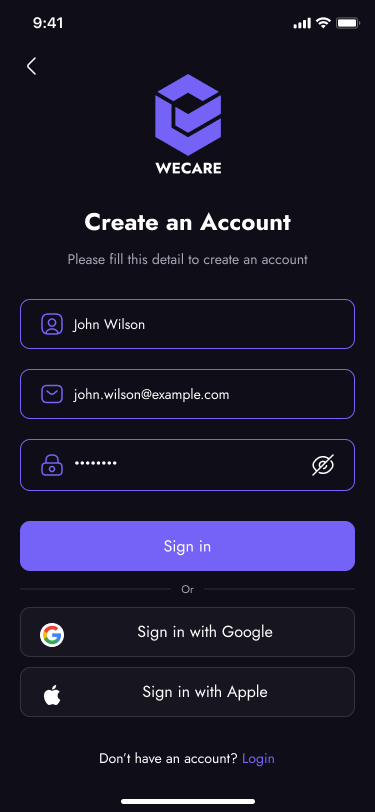 9:41
WECARE
Create an Account
Please fill this detail to create an account
John Wilson
john.wilson@example.com
••••••••
Sign in
Or
Sign in with Google
Sign in with Apple
Don't have an account? Login